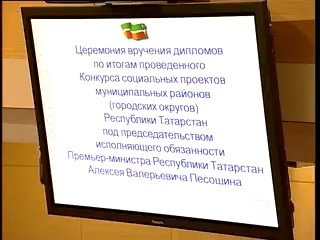 Церемония вручения дипломов
по итогам проведенного
Конкурса социальных проектов
муниципальных районов
(городских округов)
Республики Татарстан
под председательством
исполняющего обязанности
Премьер-министра Республики Татарстан
Алексея Валерьевича Песошина